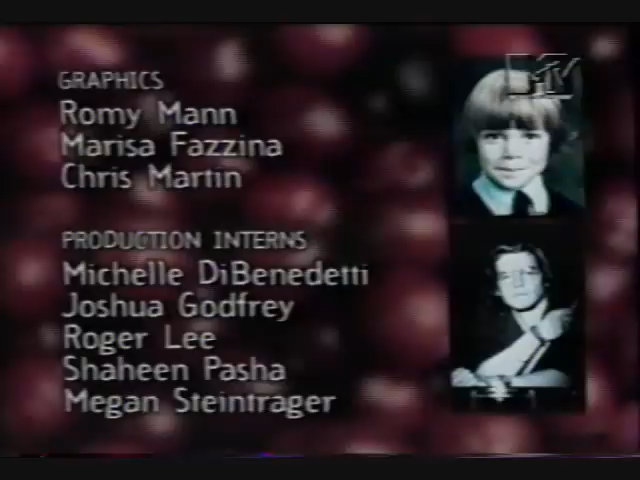 MTV
GRAPHICS
Romy Mann
Marisa Fazzina
Chris Martin
PRODUCTION INTERNS
Michelle DiBenedetti
Joshua Godfrey
Roger Lee
Shaheen Pasha
Megan Steintrager